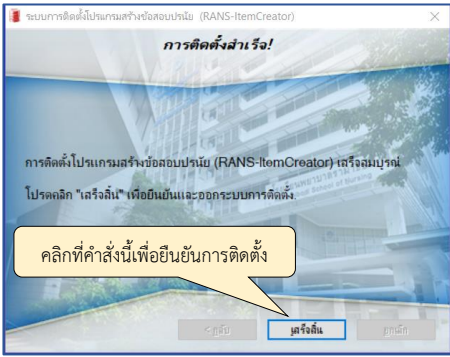 ระบบการติดตั้งโปรแกรมสร้างข้อสอบปรนัย (RANS-ItemCreator)
การติดตั้งสำเร็จ!
การติดตั้งโปรแกรมสร้างข้อสอบปรนัย (RANS-ItemCreator) เสร็จสมบูรณ์
โปรดคลิก "เสร็จสิ้น" เพื่อยืนยันและออกระบบการติดตั้ง.
คลิกที่คำสั่งนี้เพื่อยืนยันการติดตั้ง
< กลับ
เสร็จสิ้น
ยกเลิก